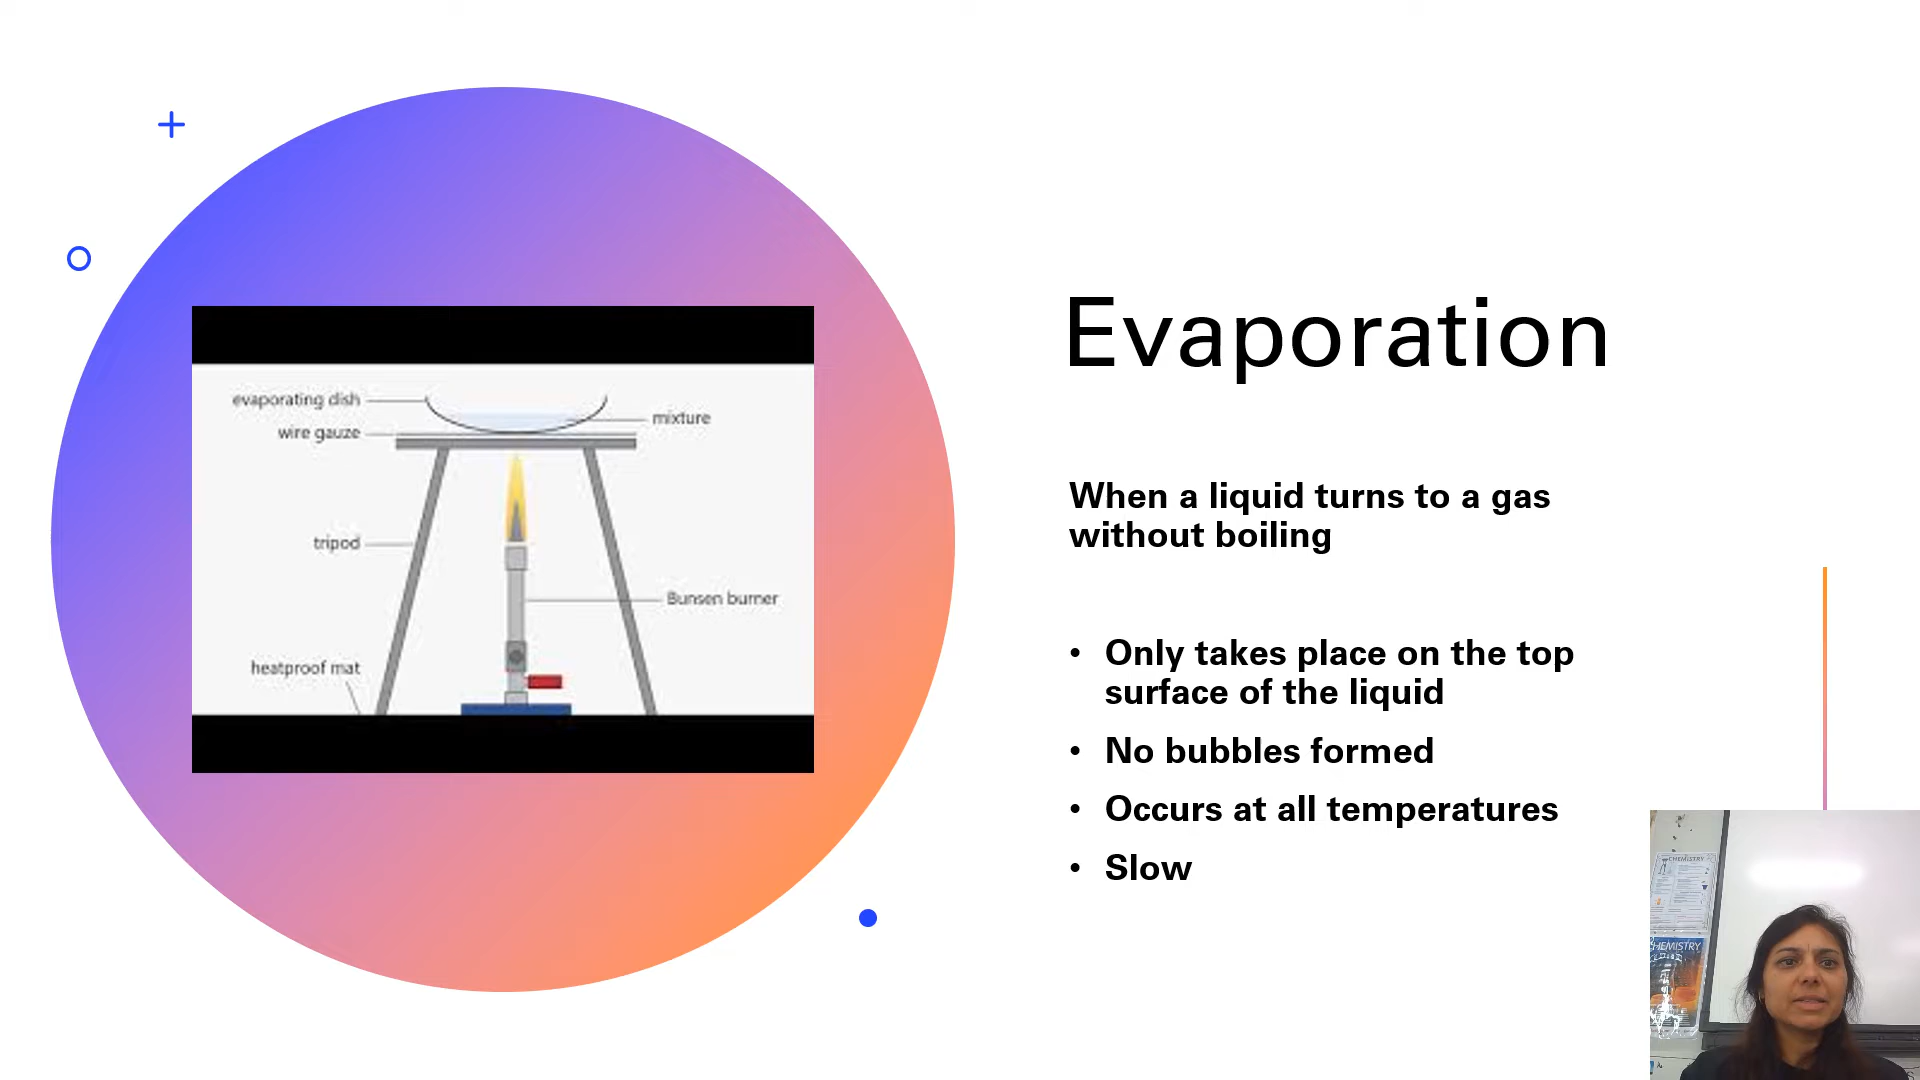 evaporating dish
mixture
wire gauze
tripod
Bunsen burner
heatproof mat
Evaporation
When a liquid turns to a gas
without boiling
• Only takes place on the top
surface of the liquid
• No bubbles formed
• Occurs at all temperatures
• Slow
CHEMISTRY
HEMISTRY